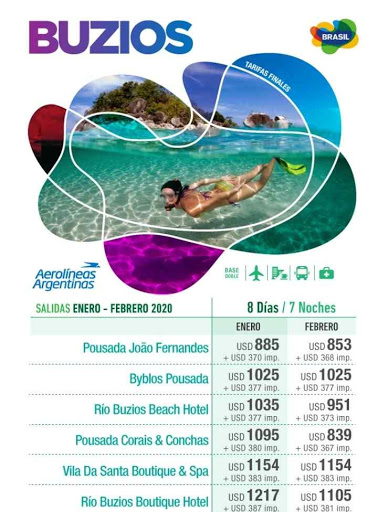 BUZIOS
BRASIL
TARIFAS FINALES
Aerolíneas
Argentinas
BASE
DOBLE
SALIDAS ENERO - FEBRERO 2020
8 Días / 7 Noches
ENERO FEBRERO
Pousada João Fernandes USD 885 USD 853
+ USD 370 imp. + USD 368 imp.
Byblos Pousada USD 1025 USD 1025
+ USD 377 imp. + USD 377 imp.
Río Buzios Beach Hotel USD 1035 USD 951
+ USD 377 imp. + USD 373 imp.
Pousada Corais & Conchas USD 1095 USD 839
+ USD 380 imp. + USD 367 imp.
Vila Da Santa Boutique & Spa USD 1154 USD 1154
+ USD 383 imp. + USD 383 imp.
Río Buzios Boutique Hotel USD 1217 USD 1105
+ USD 387 imp. + USD 381 imp.